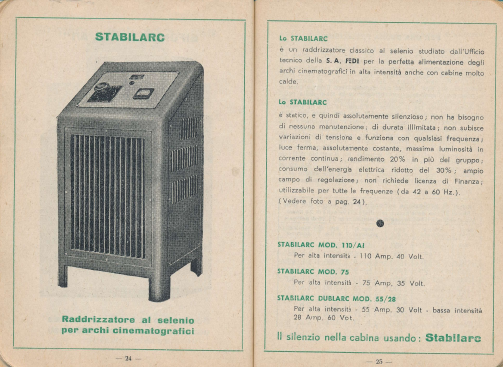 STABILARC
Raddrizzatore al selenio
per archi cinematografici
— 24 —
Lo STABILARC
è un raddrizzatore classico al selenio studiato dall'Ufficio
tecnico della S. A. FEDI per la perfetta alimentazione degli
archi cinematografici in alta intensità anche con cabine molto
calde.
Lo STABILARC
è statico, e quindi assolutamente silenzioso; non ha bisogno
di nessuna manutenzione; di durata illimitata; non subisce
variazioni di tensione e funziona con qualsiasi frequenza;
luce ferma, assolutamente costante, massima luminosità in
corrente continua; rendimento 20% in più del gruppo;
consumo dell'energia elettrica ridotto del 30%; ampio
campo di regolazione; non richiede licenza di Finanza;
utilizzabile per tutte le frequenze (da 42 a 60 Hz.).
(Vedere foto a pag. 24).
STABILARC MOD. 110/AI
Per alta intensità - 110 Amp. 40 Volt.
STABILARC MOD. 75
Per alta intensità - 75 Amp. 35 Volt.
STABILARC DUBLARC MOD. 55/28
Per alta intensità - 55 Amp. 30 Volt - bassa intensità
28 Amp. 60 Volt.
Il silenzio nella cabina usando: Stabilarc
— 25 —